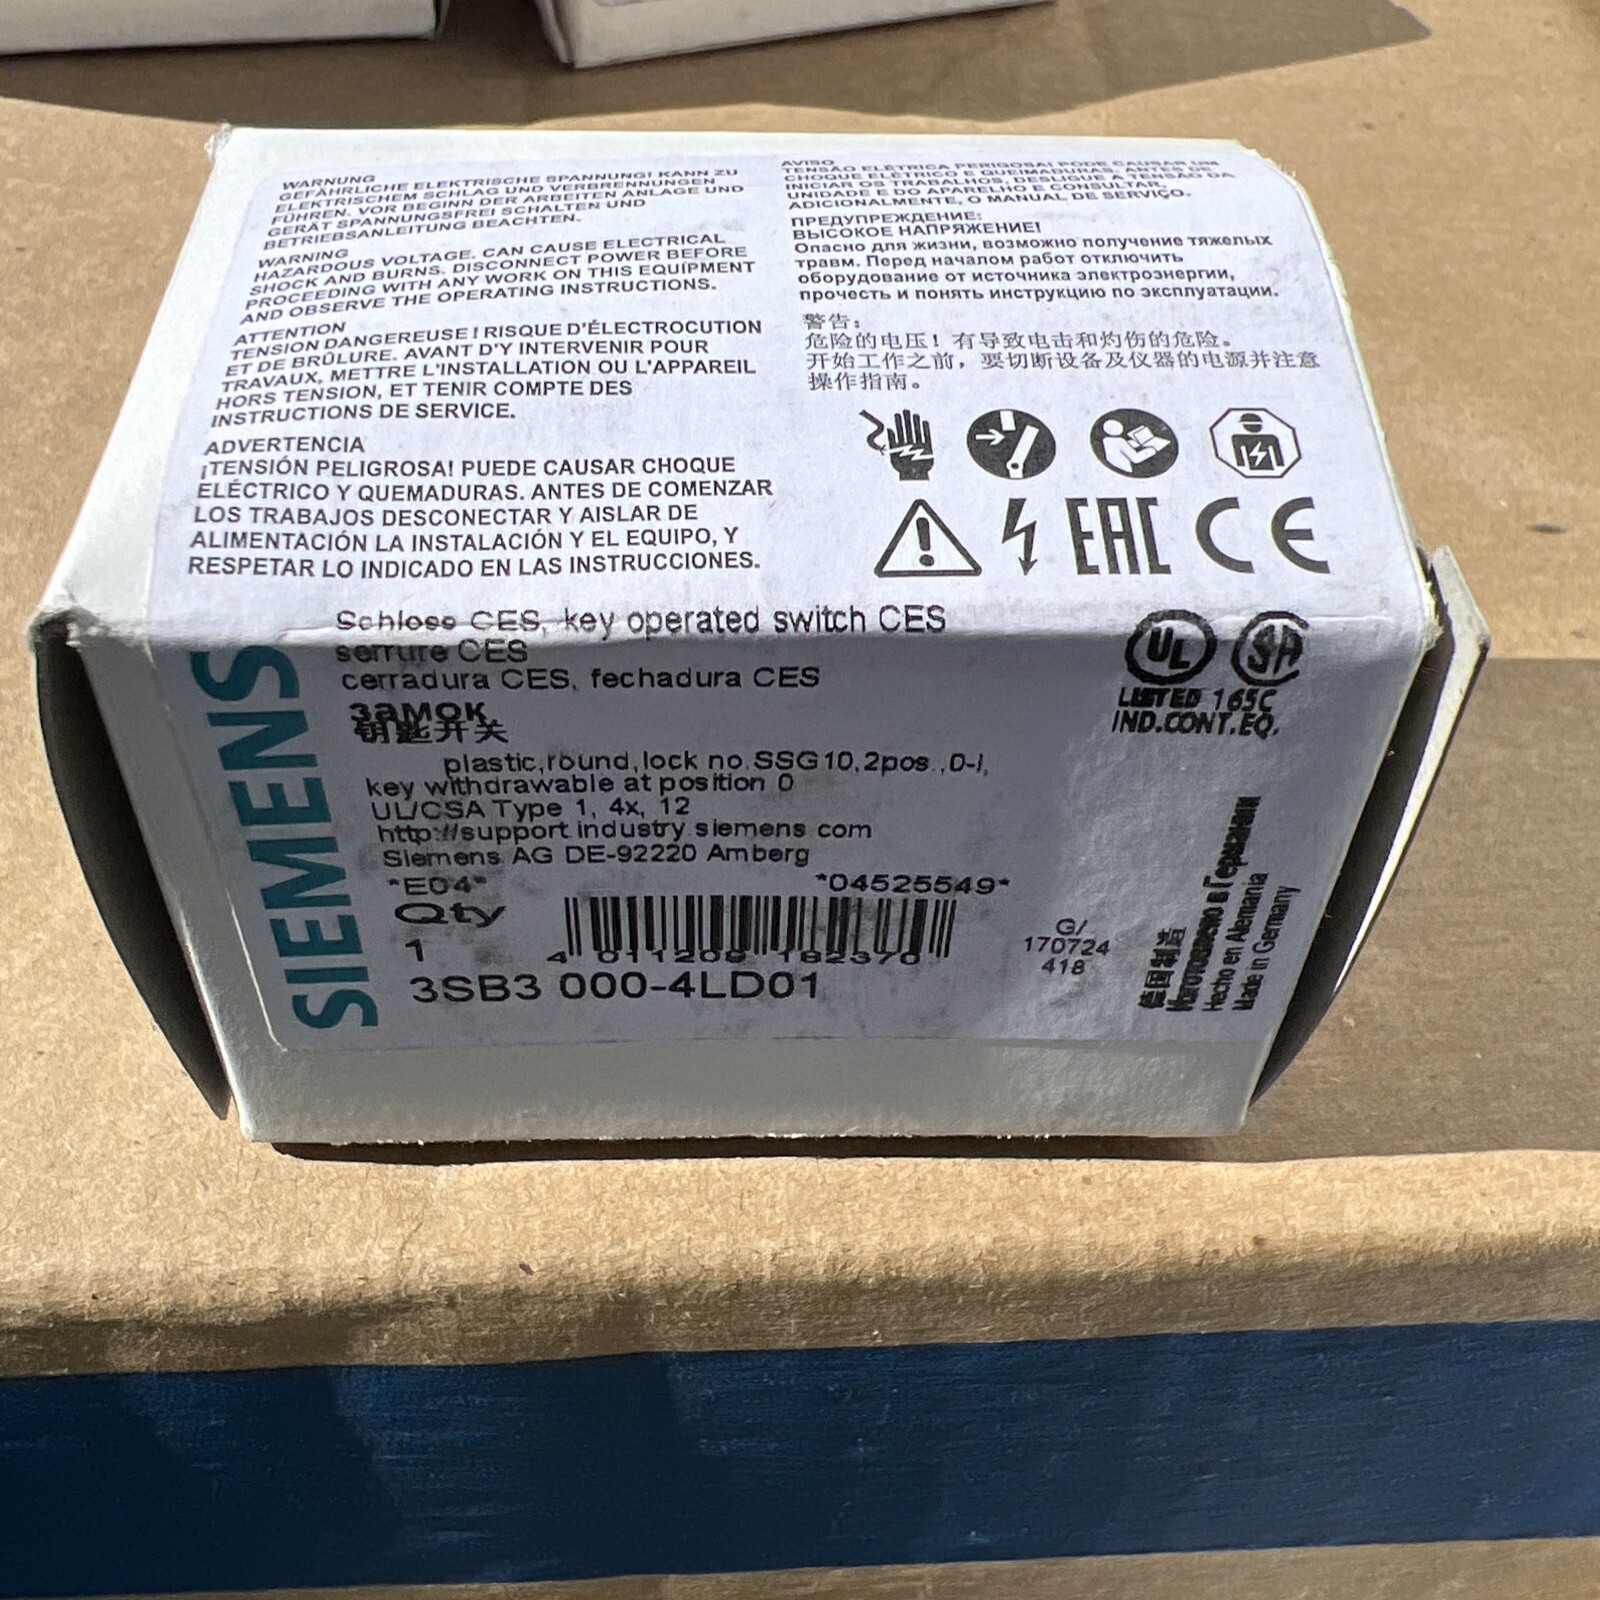 WARNUNG
GEFÄHRLICHE ELEKTRISCHE SPANNUNG! KANN ZU
ELEKTRISCHEM SCHLAG UND VERBRENNUNGEN
FÜHREN. VOR BEGINN DER ARBEITEN ANLAGE UND
GERÄT SPANNUNGSFREI SCHALTEN UND
BETRIEBSANLEITUNG BEACHTEN.
WARNING
HAZARDOUS VOLTAGE. CAN CAUSE ELECTRICAL
SHOCK AND BURNS. DISCONNECT POWER BEFORE
PROCEEDING WITH ANY WORK ON THIS EQUIPMENT
AND OBSERVE THE OPERATING INSTRUCTIONS.
ATTENTION
TENSION DANGEREUSE ! RISQUE D'ÉLECTROCUTION
ET DE BRÛLURE. AVANT D'Y INTERVENIR POUR
TRAVAUX, METTRE L'INSTALLATION OU L'APPAREIL
HORS TENSION, ET TENIR COMPTE DES
INSTRUCTIONS DE SERVICE.
ADVERTENCIA
¡TENSIÓN PELIGROSA! PUEDE CAUSAR CHOQUE
ELÉCTRICO Y QUEMADURAS. ANTES DE COMENZAR
LOS TRABAJOS DESCONECTAR Y AISLAR DE
ALIMENTACIÓN LA INSTALACIÓN Y EL EQUIPO, Y
RESPETAR LO INDICADO EN LAS INSTRUCCIONES.
AVISO
TENSÃO ELÉTRICA PERIGOSA! PODE CAUSAR UM
CHOQUE ELÉTRICO E QUEIMADURAS. ANTES DE
INICIAR OS TRABALHOS, DESLIGUE A TENSÃO DA
UNIDADE E DO APARELHO E CONSULTAR,
ADICIONALMENTE, O MANUAL DE SERVIÇO.
ПРЕДУПРЕЖДЕНИЕ:
ВЫСОКОЕ НАПРЯЖЕНИЕ!
Опасно для жизни, возможно получение тяжелых
травм. Перед началом работ отключить
оборудование от источника электроэнергии,
прочесть и понять инструкцию по эксплуатации.
警告:
危险的电压！有导致电击和灼伤的危险。
开始工作之前，要切断设备及仪器的电源并注意
操作指南。
EAC CE
SIEMENS
Schloss CES, key operated switch CES
serrure CES
cerradura CES, fechadura CES
замок
钥匙开关
plastic,round,lock no.SSG10,2pos.,0-I,
key withdrawable at position 0
UL/CSA Type 1, 4x, 12
http://support.industry.siemens.com
Siemens AG DE-92220 Amberg
*E04* *04525549*
Qty
1
4 011209 182370
3SB3 000-4LD01
G/
170724
418
UL SA
LISTED 165C
IND.CONT.EQ.
德国制造
Изготовлено в Германии
Hecho en Alemania
Made in Germany